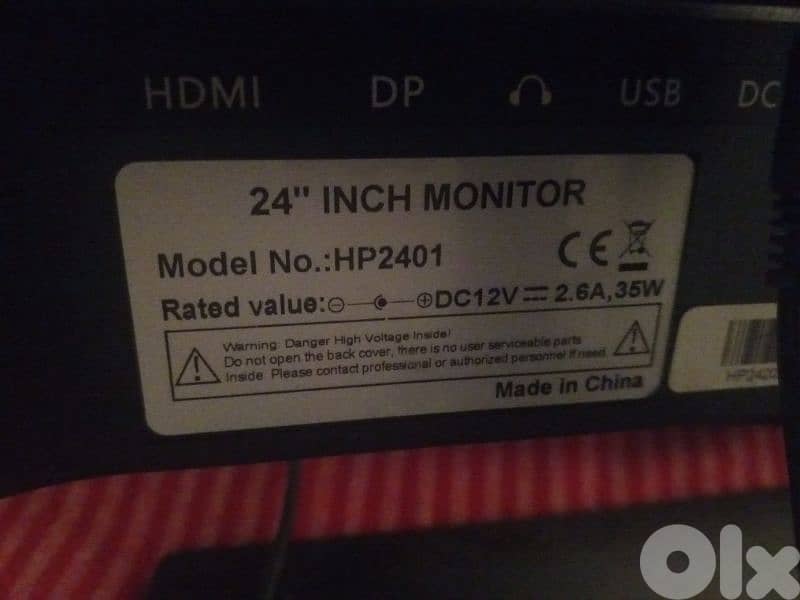 HDMI DP USB DC
24" INCH MONITOR
Model No.:HP2401
CE
Rated value: DC12V 2.6A,35W
Warning: Danger High Voltage Inside!
Do not open the back cover, there is no user serviceable parts
Inside. Please contact professional or authorized personnel if need.
Made in China
Olx